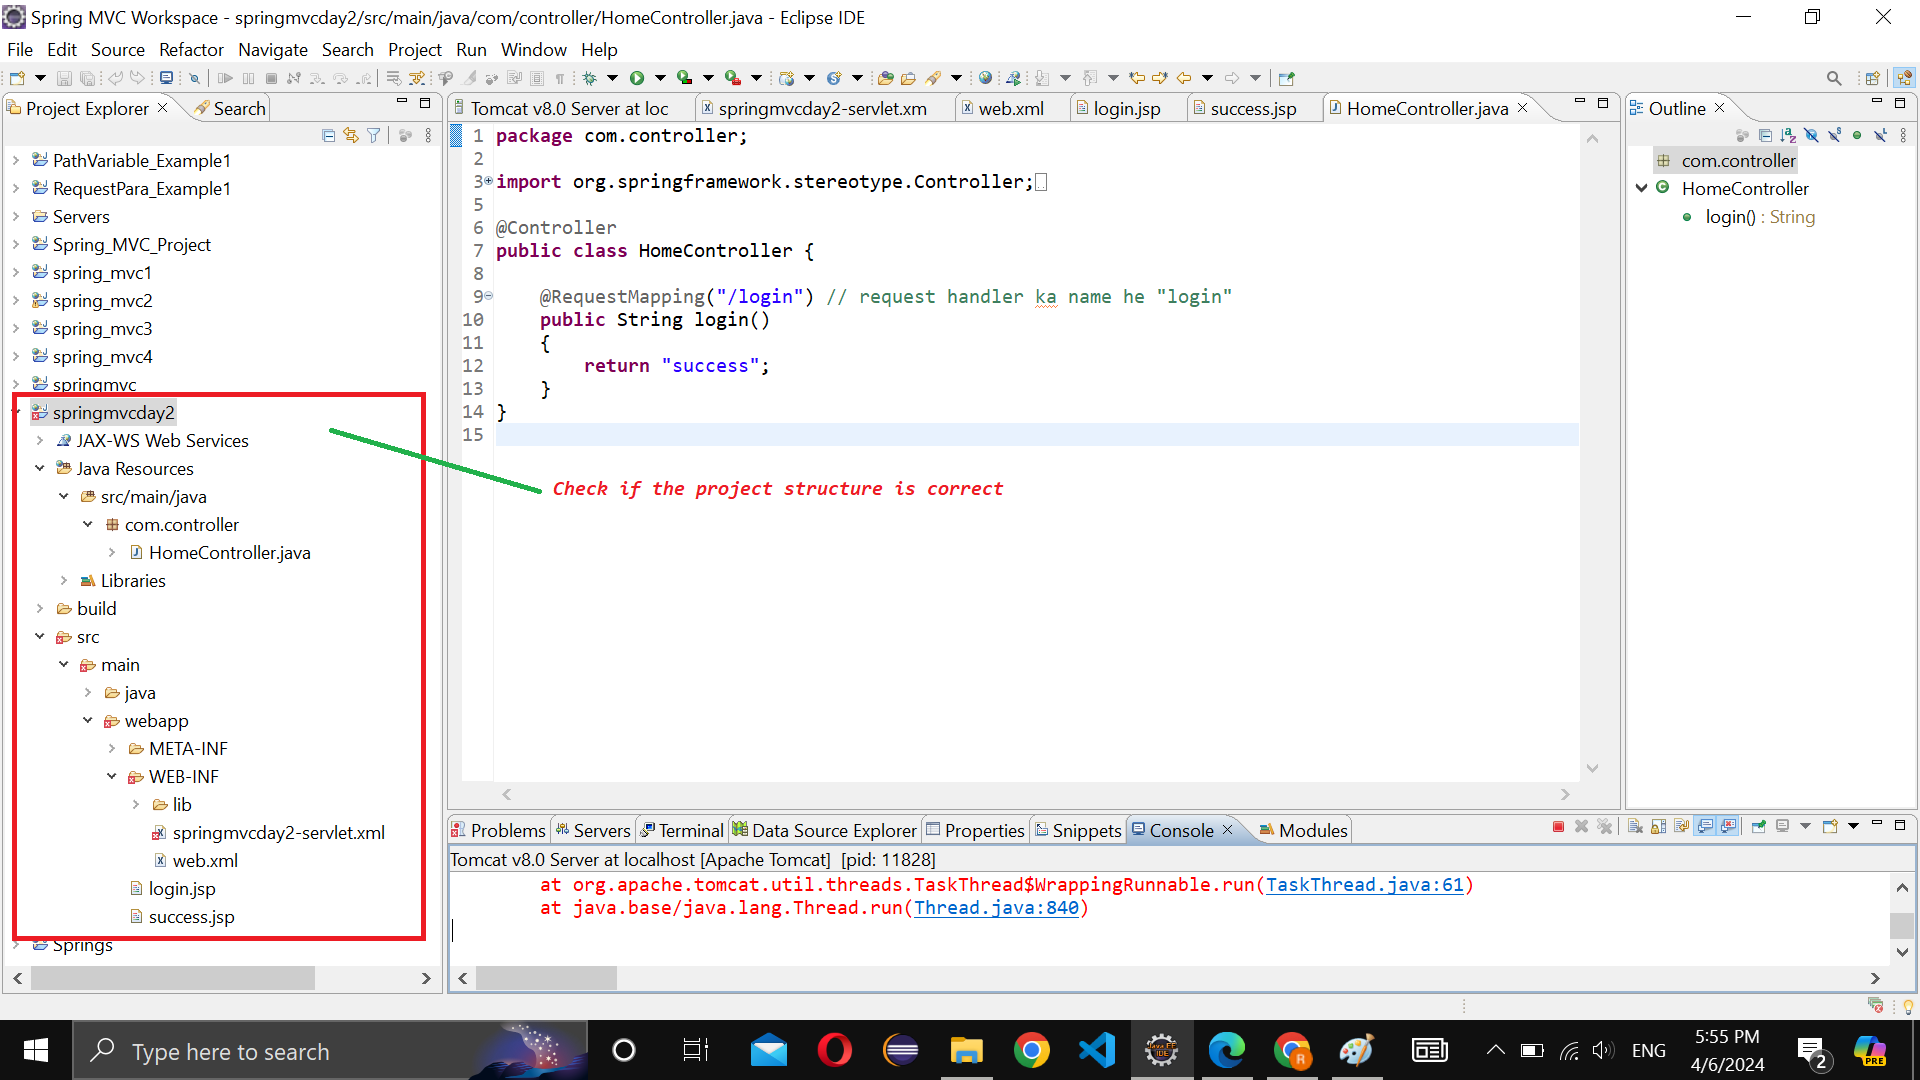 Spring MVC Workspace - springmvcday2/src/main/java/com/controller/HomeController.java - Eclipse IDE
File Edit Source Refactor Navigate Search Project Run Window Help
Project Explorer
Search
PathVariable_Example1
RequestPara_Example1
Servers
Spring_MVC_Project
spring_mvc1
spring_mvc2
spring_mvc3
spring_mvc4
springmvc
springmvcday2
JAX-WS Web Services
Java Resources
src/main/java
com.controller
HomeController.java
Libraries
build
src
main
java
webapp
META-INF
WEB-INF
lib
springmvcday2-servlet.xml
web.xml
login.jsp
success.jsp
Springs
Tomcat v8.0 Server at loc
springmvcday2-servlet.xm
web.xml
login.jsp
success.jsp
HomeController.java
1 package com.controller;
2
3 import org.springframework.stereotype.Controller;
5
6 @Controller
7 public class HomeController {
8
9 @RequestMapping("/login") // request handler ka name he "login"
10 public String login()
11 {
12 return "success";
13 }
14 }
15
Check if the project structure is correct
Outline
com.controller
HomeController
login() : String
Problems
Servers
Terminal
Data Source Explorer
Properties
Snippets
Console
Modules
Tomcat v8.0 Server at localhost [Apache Tomcat] [pid: 11828]
at org.apache.tomcat.util.threads.TaskThread$WrappingRunnable.run(TaskThread.java:61)
at java.base/java.lang.Thread.run(Thread.java:840)
Type here to search
Java EE
IDE
R
ENG
5:55 PM
4/6/2024
2
PRE